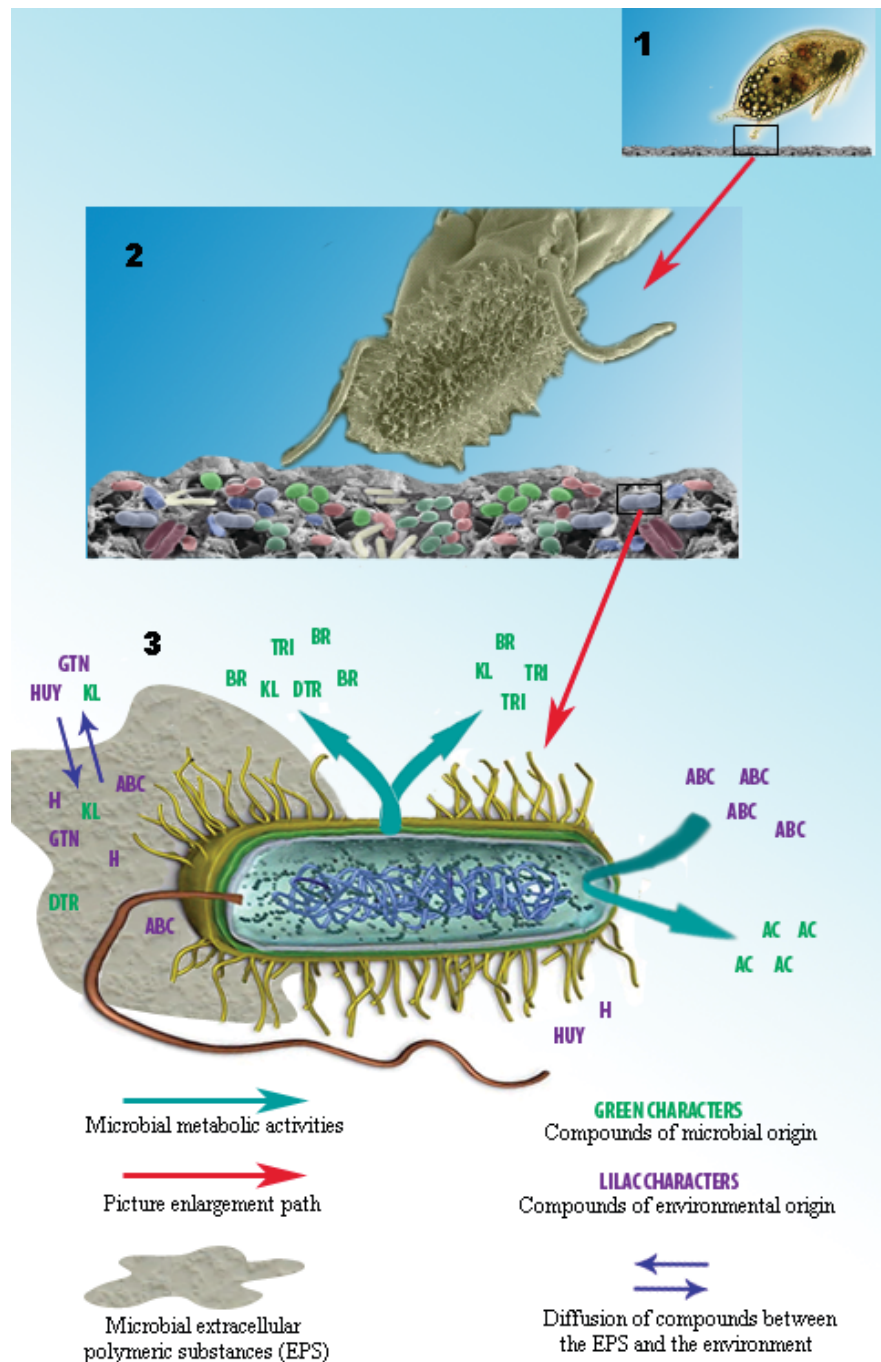 1
2
3
BR
TRI
BR
BR
KL DTR
KL
TRI
TRI
BR
GTN
HUY KL
ABC
H
KL
GTN
H
DTR
ABC
ABC ABC
ABC
ABC
AC AC
AC AC
H
HUY
Microbial metabolic activities
GREEN CHARACTERS
Compounds of microbial origin
Picture enlargement path
LILAC CHARACTERS
Compounds of environmental origin
Microbial extracellular
polymeric substances (EPS)
Diffusion of compounds between
the EPS and the environment